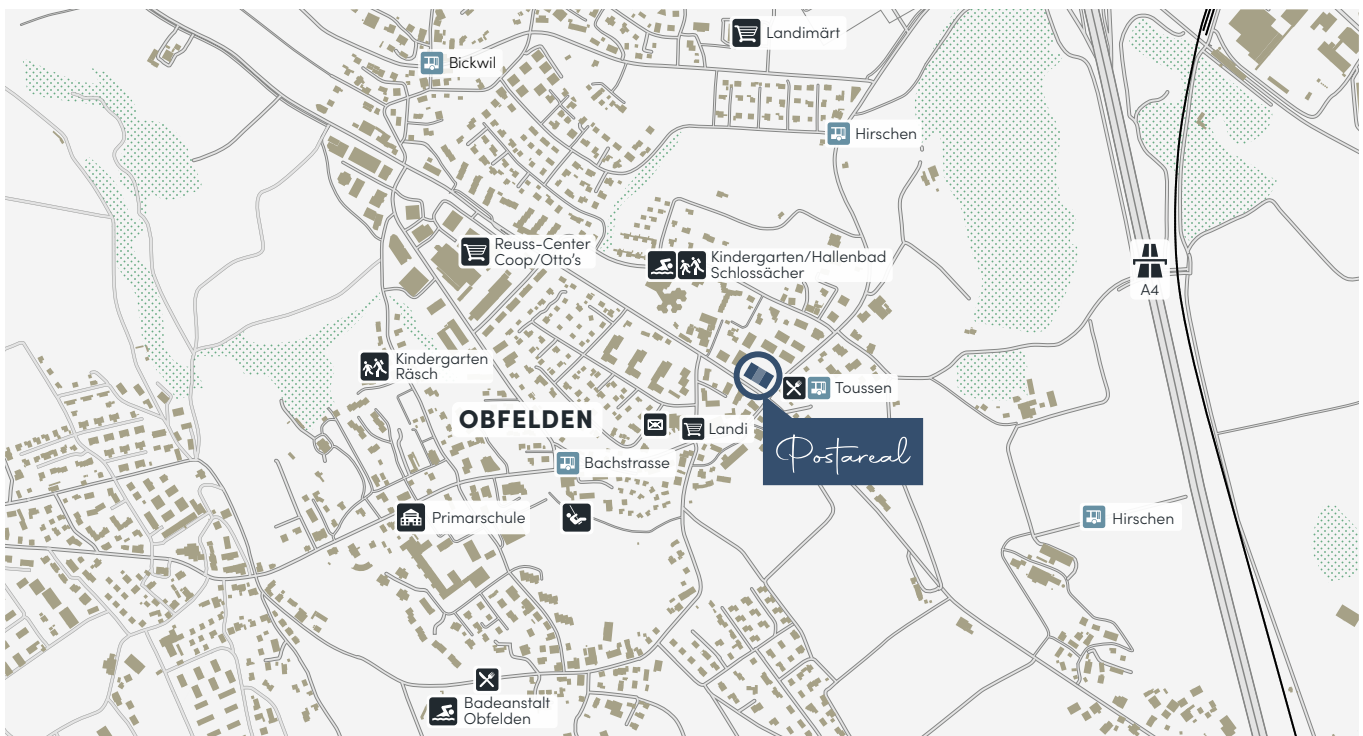 Landimärt
Bickwil
Hirschen
Reuss-Center
Coop/Otto's
Kindergarten/Hallenbad
Schlossächer
A4
Kindergarten
Räsch
Toussen
OBFELDEN
Landi
Postareal
Bachstrasse
Primarschule
Hirschen
Badeanstalt
Obfelden